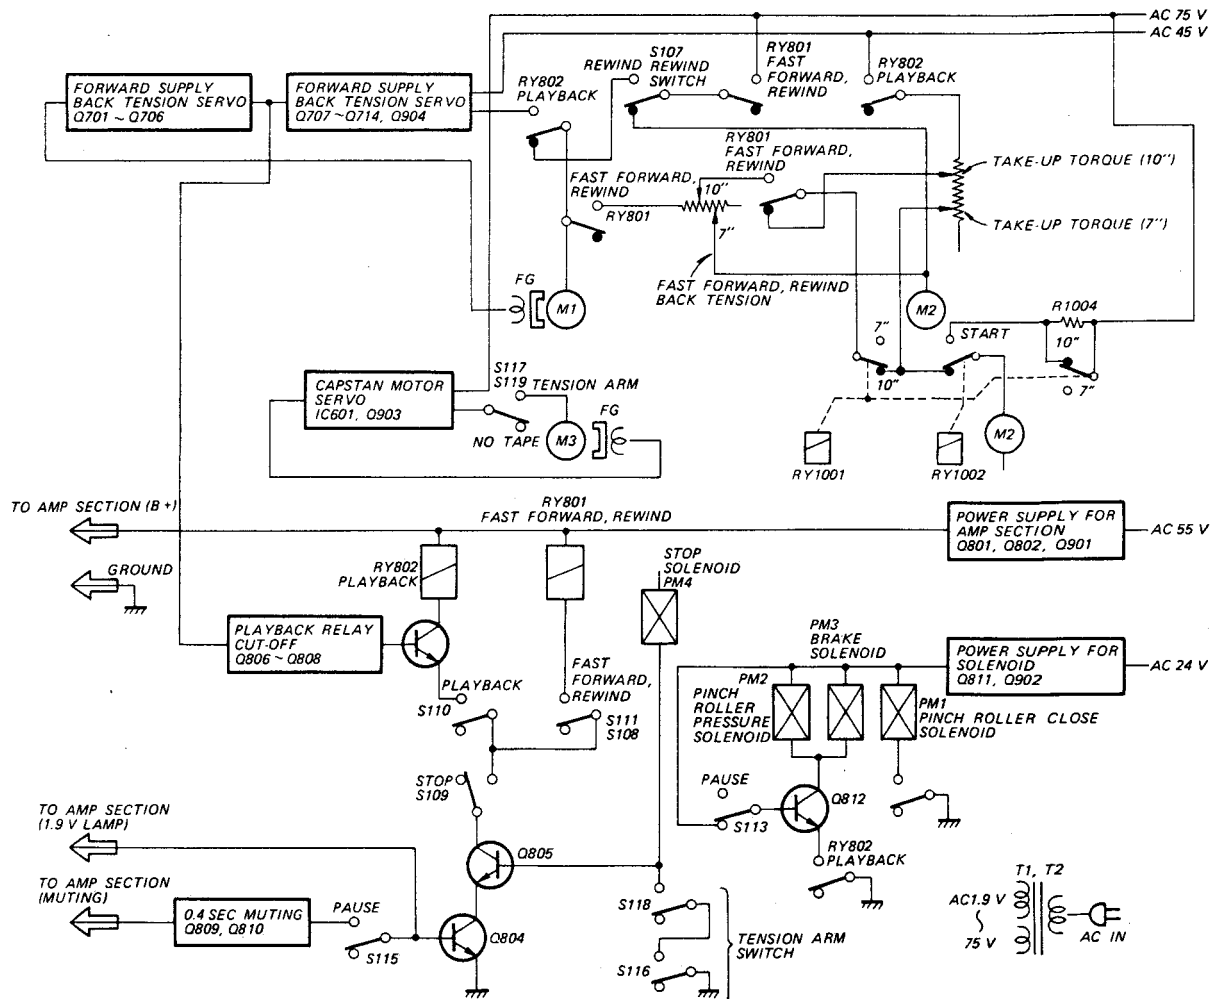 AC 75 V
AC 45 V
FORWARD SUPPLY
BACK TENSION SERVO
Q701 ~ Q706
FORWARD SUPPLY
BACK TENSION SERVO
Q707 ~ Q714, Q904
RY802
PLAYBACK
REWIND
S107
REWIND
SWITCH
RY801
FAST
FORWARD,
REWIND
RY802
PLAYBACK
RY801
FAST FORWARD,
REWIND
FAST FORWARD,
REWIND
RY801
10"
7"
TAKE-UP TORQUE (10")
TAKE-UP TORQUE (7")
FAST FORWARD, REWIND
BACK TENSION
FG
M1
M2
R1004
START
7"
10"
10"
7"
S117
S119
TENSION ARM
CAPSTAN MOTOR
SERVO
IC601, Q903
NO TAPE
M3
FG
RY1001
RY1002
M2
TO AMP SECTION (B +)
RY801
FAST FORWARD, REWIND
POWER SUPPLY FOR
AMP SECTION
Q801, Q802, Q901
AC 55 V
GROUND
RY802
PLAYBACK
STOP
SOLENOID
PM4
PLAYBACK RELAY
CUT-OFF
Q806 ~ Q808
PM3
BRAKE
SOLENOID
POWER SUPPLY FOR
SOLENOID
Q811, Q902
AC 24 V
PLAYBACK
S110
FAST
FORWARD,
REWIND
S111
S108
PM2
PINCH
ROLLER
PRESSURE
SOLENOID
PM1
PINCH ROLLER CLOSE
SOLENOID
STOP
S109
PAUSE
S113
Q812
RY802
PLAYBACK
TO AMP SECTION
(1.9 V LAMP)
Q805
TO AMP SECTION
(MUTING)
0.4 SEC MUTING
Q809, Q810
PAUSE
S115
Q804
S118
S116
TENSION ARM
SWITCH
T1, T2
AC1.9 V
~
75 V
AC IN